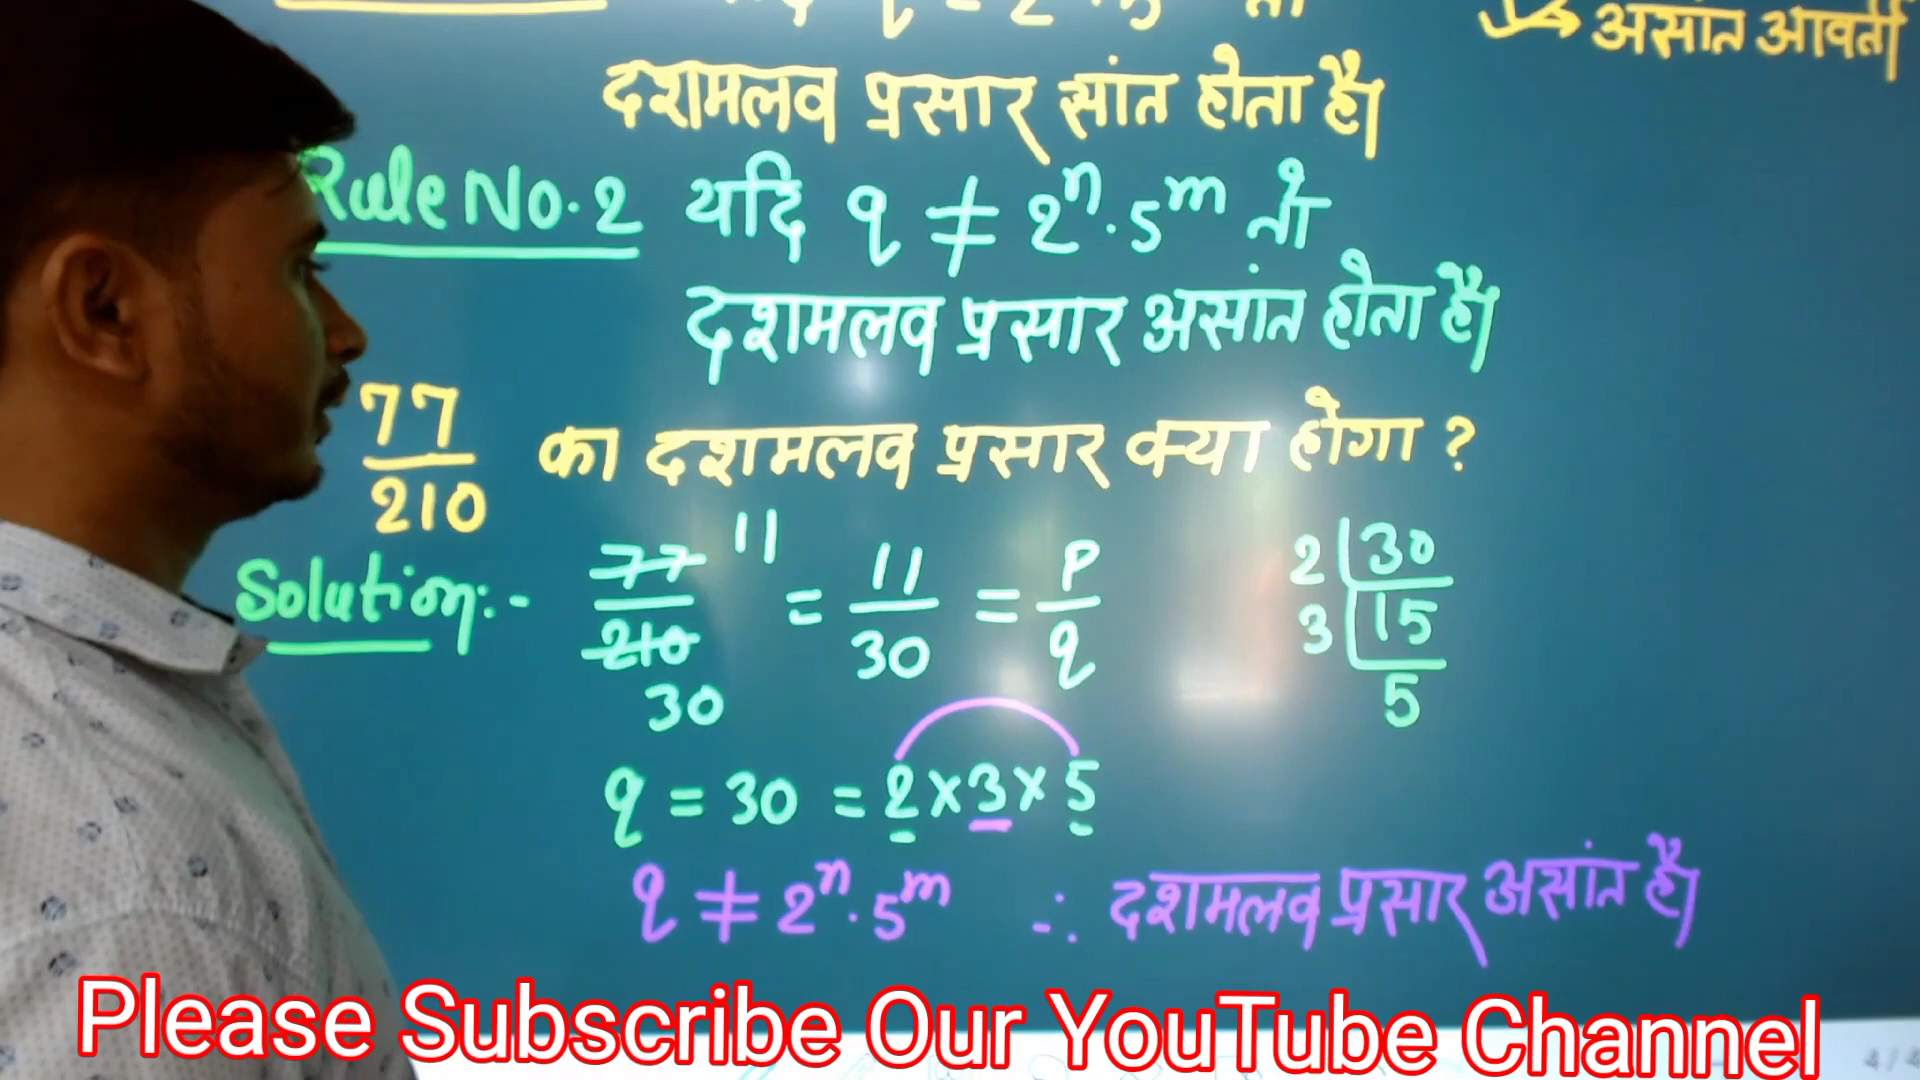 असांत आवर्ती
दशमलव प्रसार सांत होता है।
Rule No. 2 यदि q ≠ 2ⁿ · 5ᵐ तो
दशमलव प्रसार असांत होता है।
77/210 का दशमलव प्रसार क्या होगा ?
Solution:- 77/210 11 30 = 11/30 = p/q
2 | 30
3 | 15
5
q = 30 = 2 × 3 × 5
q ≠ 2ⁿ · 5ᵐ ∴ दशमलव प्रसार असांत है।
Please Subscribe Our YouTube Channel